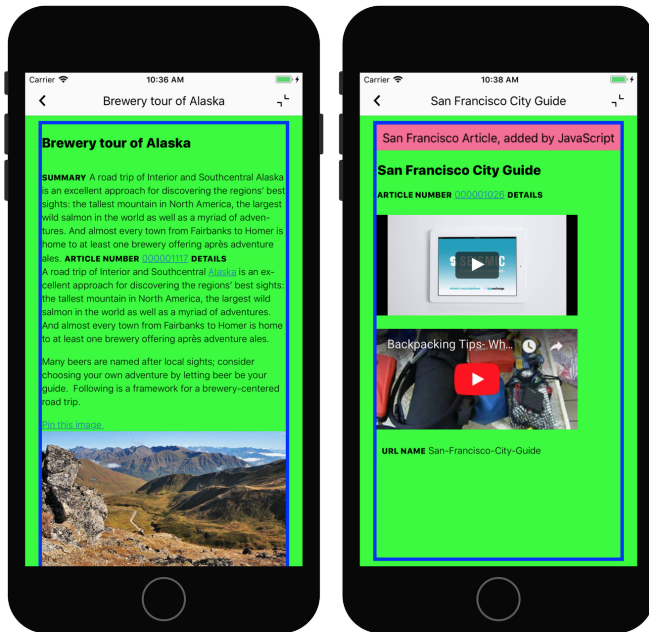 Carrier 10:36 AM
Brewery tour of Alaska
Brewery tour of Alaska
SUMMARY A road trip of Interior and Southcentral Alaska
is an excellent approach for discovering the regions' best
sights: the tallest mountain in North America, the largest
wild salmon in the world as well as a myriad of adven-
tures. And almost every town from Fairbanks to Homer is
home to at least one brewery offering après adventure
ales. ARTICLE NUMBER 000001117 DETAILS
A road trip of Interior and Southcentral Alaska is an ex-
cellent approach for discovering the regions' best sights:
the tallest mountain in North America, the largest wild
salmon in the world as well as a myriad of adventures.
And almost every town from Fairbanks to Homer is home
to at least one brewery offering après adventure ales.
Many beers are named after local sights; consider
choosing your own adventure by letting beer be your
guide. Following is a framework for a brewery-centered
road trip.
Pin this image
Carrier 10:38 AM
San Francisco City Guide
San Francisco Article, added by JavaScript
San Francisco City Guide
ARTICLE NUMBER 000001026 DETAILS
SEISMIC
Backpacking Tips- Wh...
URL NAME San-Francisco-City-Guide